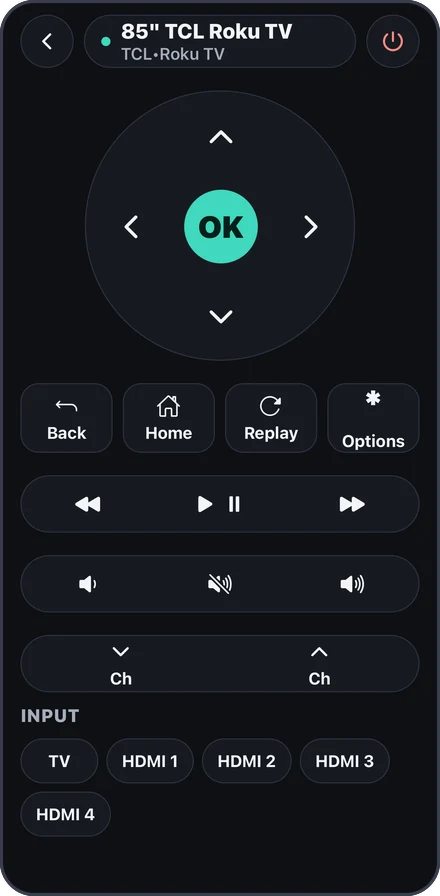 85" TCL Roku TV
TCL•Roku TV
OK
Back
Home
Replay
Options
Ch
Ch
INPUT
TV
HDMI 1
HDMI 2
HDMI 3
HDMI 4